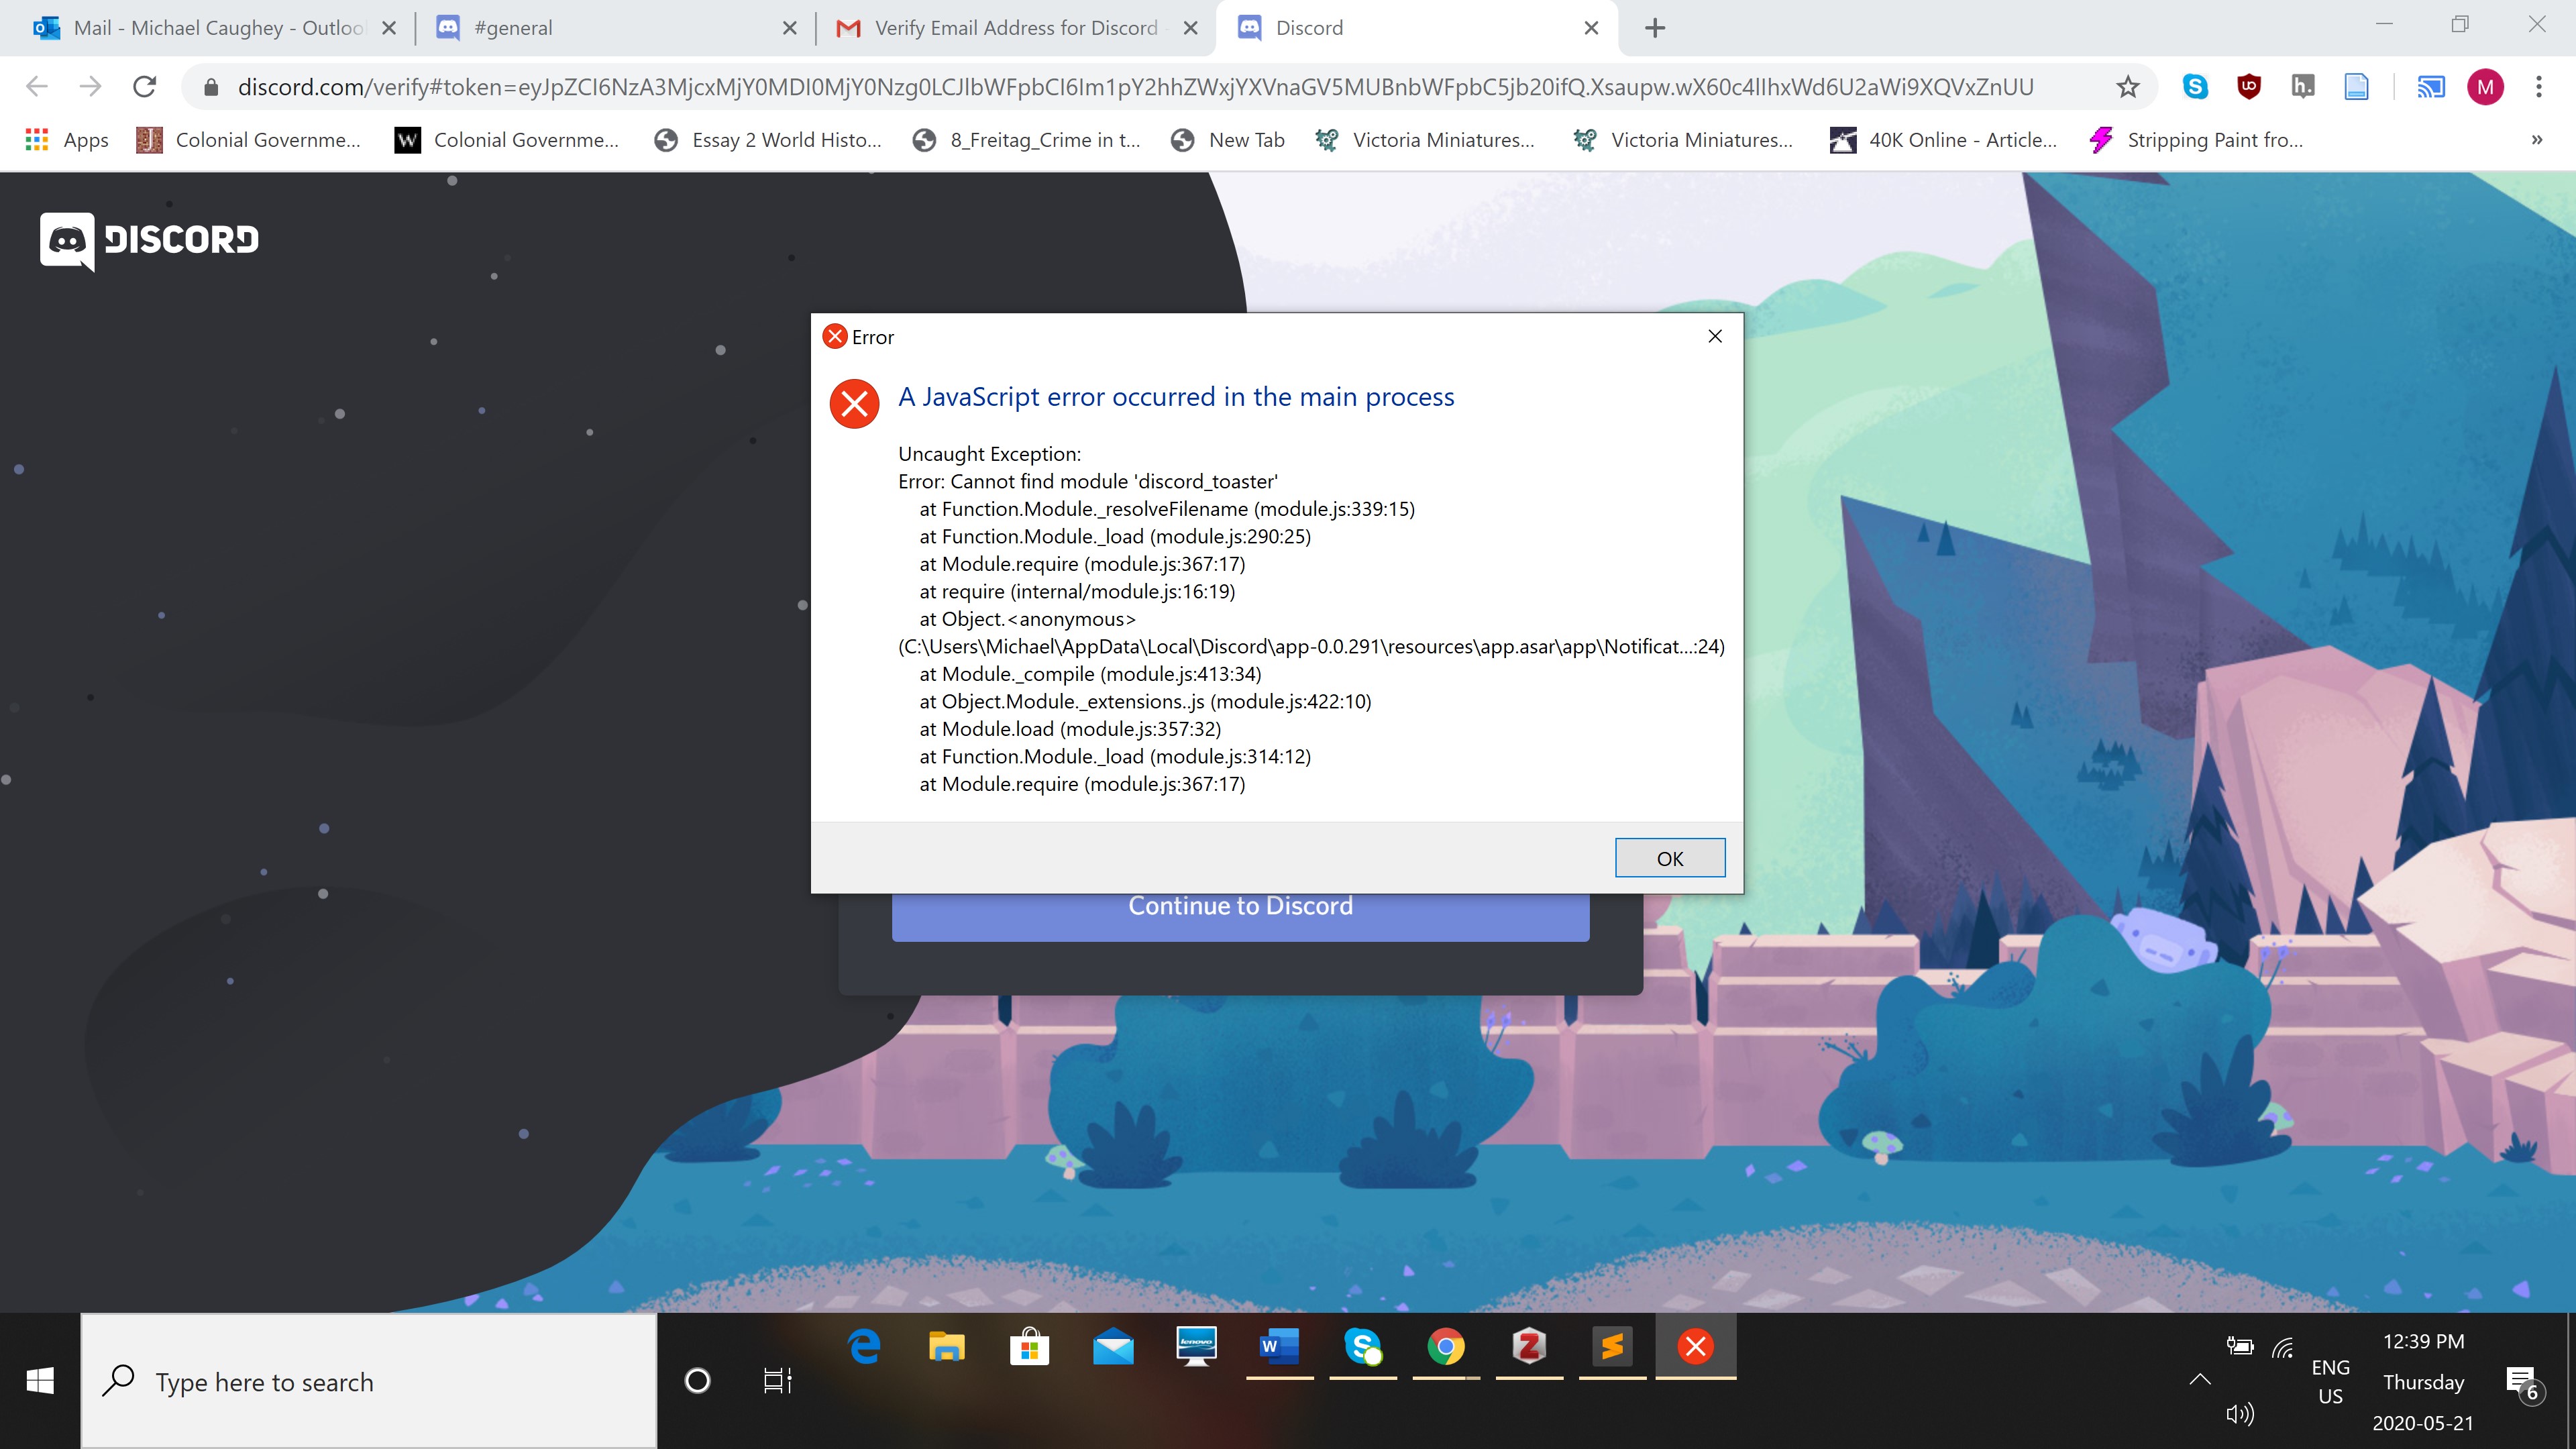 Mail - Michael Caughey - Outloo
#general
Verify Email Address for Discord
Discord
discord.com/verify#token=eyJpZCI6NzA3MjcxMjY0MDI0MjY0Nzg0LCJlbWFpbCI6Im1pY2hhZWxjYXVnaGV5MUBnbWFpbC5jb20ifQ.Xsaupw.wX60c4lIhxWd6U2aWi9XQVxZnUU
M
Apps
Colonial Governme...
Colonial Governme...
Essay 2 World Histo...
8_Freitag_Crime in t...
New Tab
Victoria Miniatures...
Victoria Miniatures...
40K Online - Article...
Stripping Paint fro...
»
DISCORD
Error
A JavaScript error occurred in the main process
Uncaught Exception:
Error: Cannot find module 'discord_toaster'
at Function.Module._resolveFilename (module.js:339:15)
at Function.Module._load (module.js:290:25)
at Module.require (module.js:367:17)
at require (internal/module.js:16:19)
at Object.<anonymous>
(C:\Users\Michael\AppData\Local\Discord\app-0.0.291\resources\app.asar\app\Notificat...:24)
at Module._compile (module.js:413:34)
at Object.Module._extensions..js (module.js:422:10)
at Module.load (module.js:357:32)
at Function.Module._load (module.js:314:12)
at Module.require (module.js:367:17)
OK
Continue to Discord
Type here to search
lenovo
ENG
US
12:39 PM
Thursday
2020-05-21
6